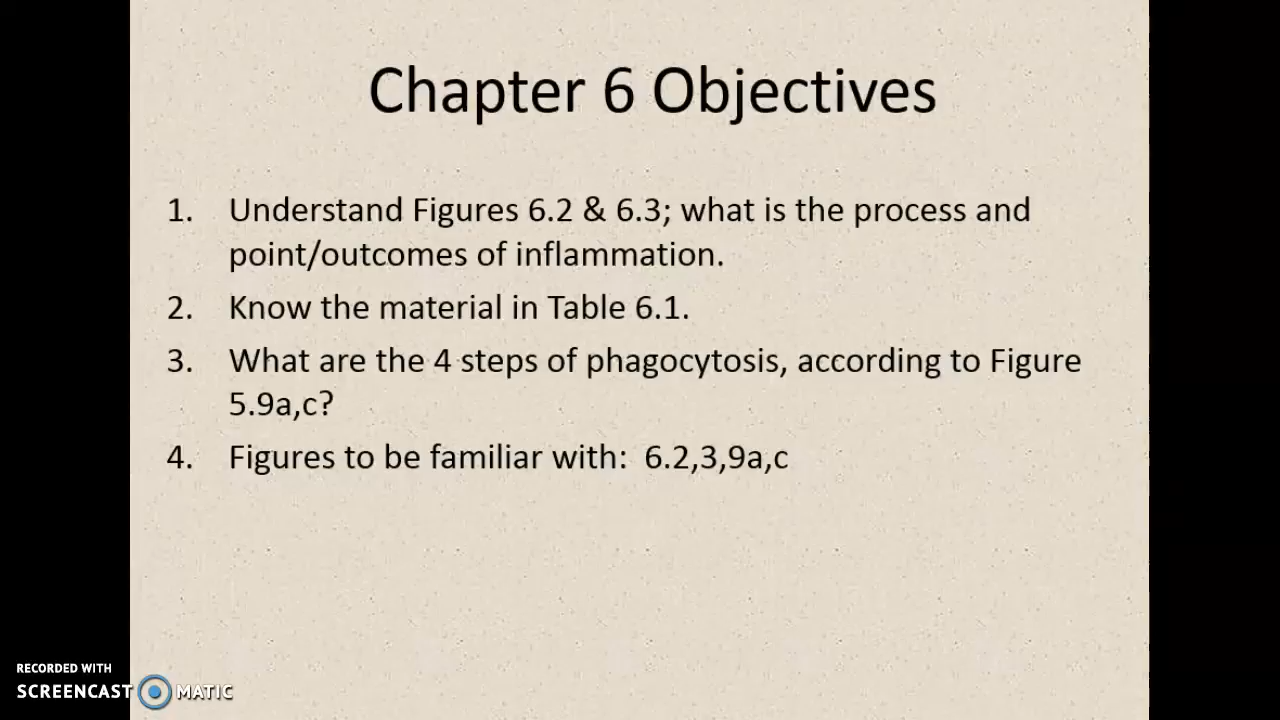 Chapter 6 Objectives
1. Understand Figures 6.2 & 6.3; what is the process and
point/outcomes of inflammation.
2. Know the material in Table 6.1.
3. What are the 4 steps of phagocytosis, according to Figure
5.9a,c?
4. Figures to be familiar with: 6.2,3,9a,c
RECORDED WITH
SCREENCAST MATIC